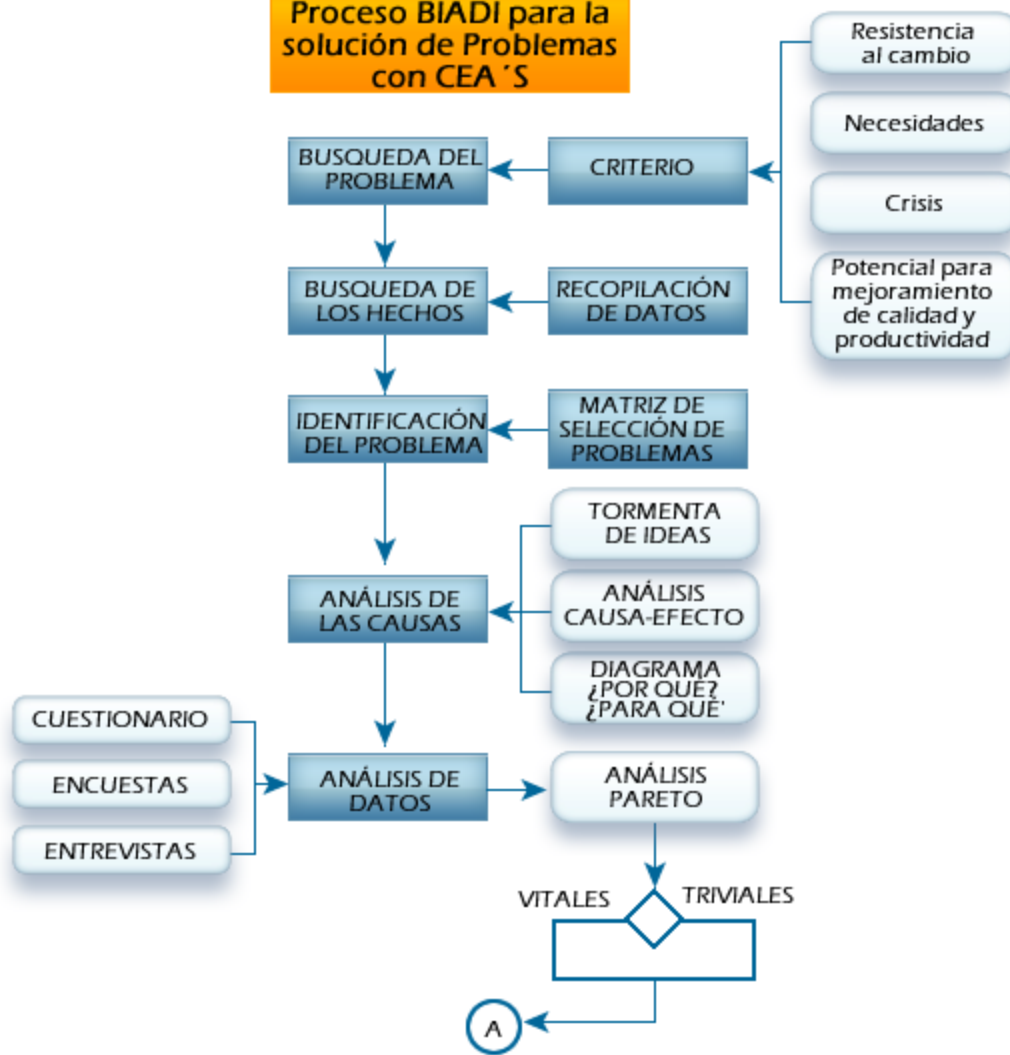 Proceso BIADI para la
solución de Problemas
con CEA´S
Resistencia
al cambio
Necesidades
Crisis
Potencial para
mejoramiento
de calidad y
productividad
BUSQUEDA DEL
PROBLEMA
CRITERIO
BUSQUEDA DE
LOS HECHOS
RECOPILACIÓN
DE DATOS
IDENTIFICACIÓN
DEL PROBLEMA
MATRIZ DE
SELECCIÓN DE
PROBLEMAS
TORMENTA
DE IDEAS
ANÁLISIS DE
LAS CAUSAS
ANÁLISIS
CAUSA-EFECTO
DIAGRAMA
¿POR QUÉ?
¿PARA QUÉ'
CUESTIONARIO
ENCUESTAS
ENTREVISTAS
ANÁLISIS DE
DATOS
ANÁLISIS
PARETO
VITALES
TRIVIALES
A